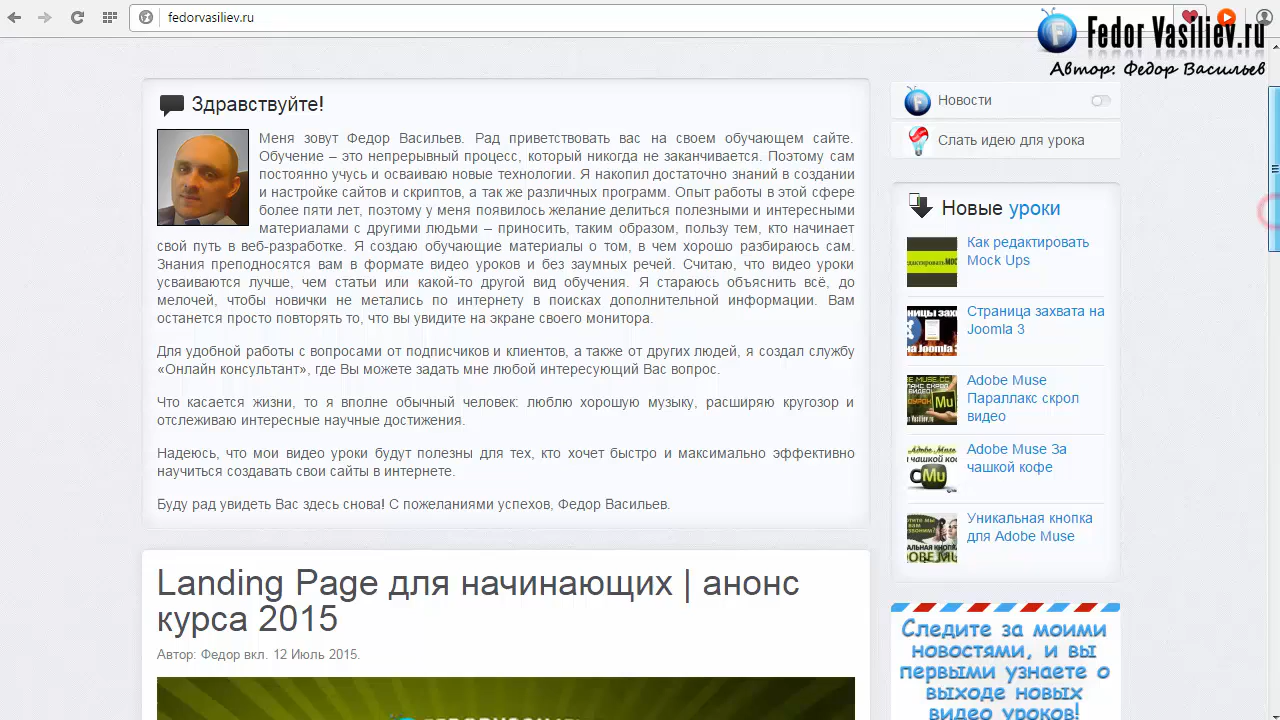 fedorvasiliev.ru
Fedor Vasiliev.ru
Автор: Федор Васильев
Здравствуйте!
Меня зовут Федор Васильев. Рад приветствовать вас на своем обучающем сайте.
Обучение – это непрерывный процесс, который никогда не заканчивается. Поэтому сам
постоянно учусь и осваиваю новые технологии. Я накопил достаточно знаний в создании
и настройке сайтов и скриптов, а так же различных программ. Опыт работы в этой сфере
более пяти лет, поэтому у меня появилось желание делиться полезными и интересными
материалами с другими людьми – приносить, таким образом, пользу тем, кто начинает
свой путь в веб-разработке. Я создаю обучающие материалы о том, в чем хорошо разбираюсь сам.
Знания преподносятся вам в формате видео уроков и без заумных речей. Считаю, что видео уроки
усваиваются лучше, чем статьи или какой-то другой вид обучения. Я стараюсь объяснить всё, до
мелочей, чтобы новички не метались по интернету в поисках дополнительной информации. Вам
останется просто повторять то, что вы увидите на экране своего монитора.
Для удобной работы с вопросами от подписчиков и клиентов, а также от других людей, я создал службу
«Онлайн консультант», где Вы можете задать мне любой интересующий Вас вопрос.
Что касаемо жизни, то я вполне обычный человек: люблю хорошую музыку, расширяю кругозор и
отслеживаю интересные научные достижения.
Надеюсь, что мои видео уроки будут полезны для тех, кто хочет быстро и максимально эффективно
научиться создавать свои сайты в интернете.
Буду рад увидеть Вас здесь снова! С пожеланиями успехов, Федор Васильев.
Landing Page для начинающих | анонс
курса 2015
Автор: Федор вкл. 12 Июль 2015.
Новости
Слать идею для урока
Новые уроки
Как редактировать
Mock Ups
Страница захвата на
Joomla 3
Adobe Muse
Параллакс скрол
видео
Adobe Muse За
чашкой кофе
Уникальная кнопка
для Adobe Muse
Следите за моими
новостями, и вы
первыми узнаете о
выходе новых
видео уроков!